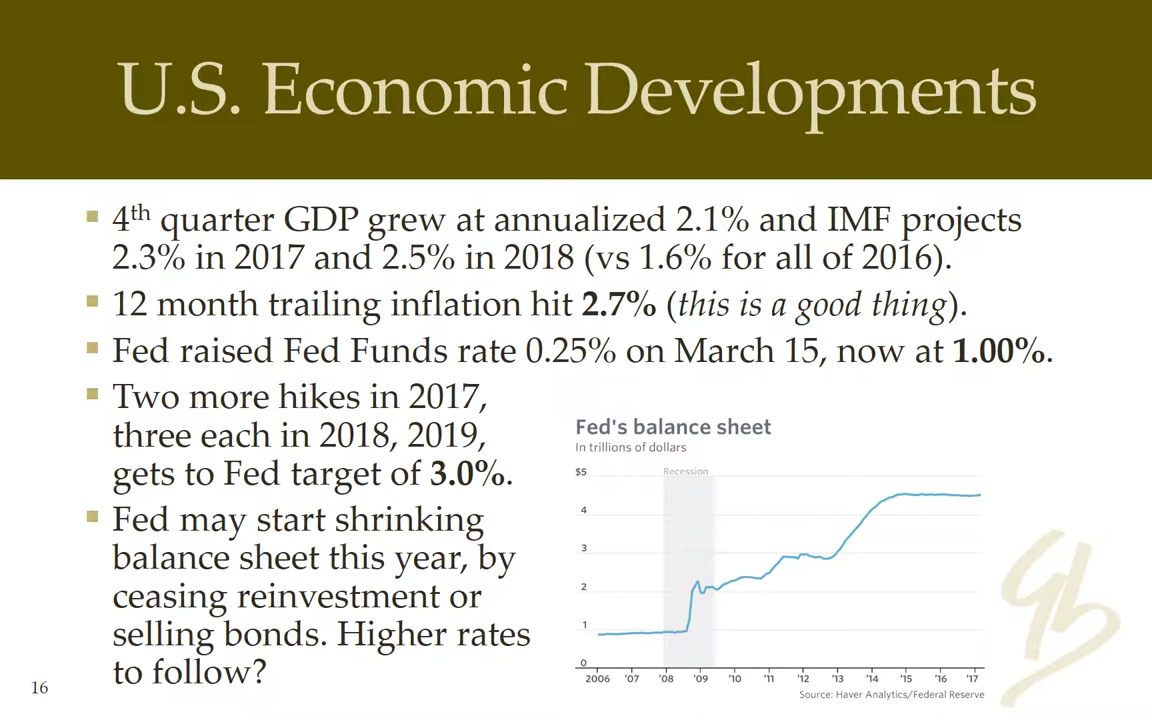 U.S. Economic Developments
▪ 4th quarter GDP grew at annualized 2.1% and IMF projects
2.3% in 2017 and 2.5% in 2018 (vs 1.6% for all of 2016).
▪ 12 month trailing inflation hit 2.7% (this is a good thing).
▪ Fed raised Fed Funds rate 0.25% on March 15, now at 1.00%.
▪ Two more hikes in 2017,
three each in 2018, 2019,
gets to Fed target of 3.0%.
▪ Fed may start shrinking
balance sheet this year, by
ceasing reinvestment or
selling bonds. Higher rates
to follow?
Fed's balance sheet
In trillions of dollars
$5
Recession
4
3
2
1
0
2006 '07 '08 '09 '10 '11 '12 '13 '14 '15 '16 '17
Source: Haver Analytics/Federal Reserve
16